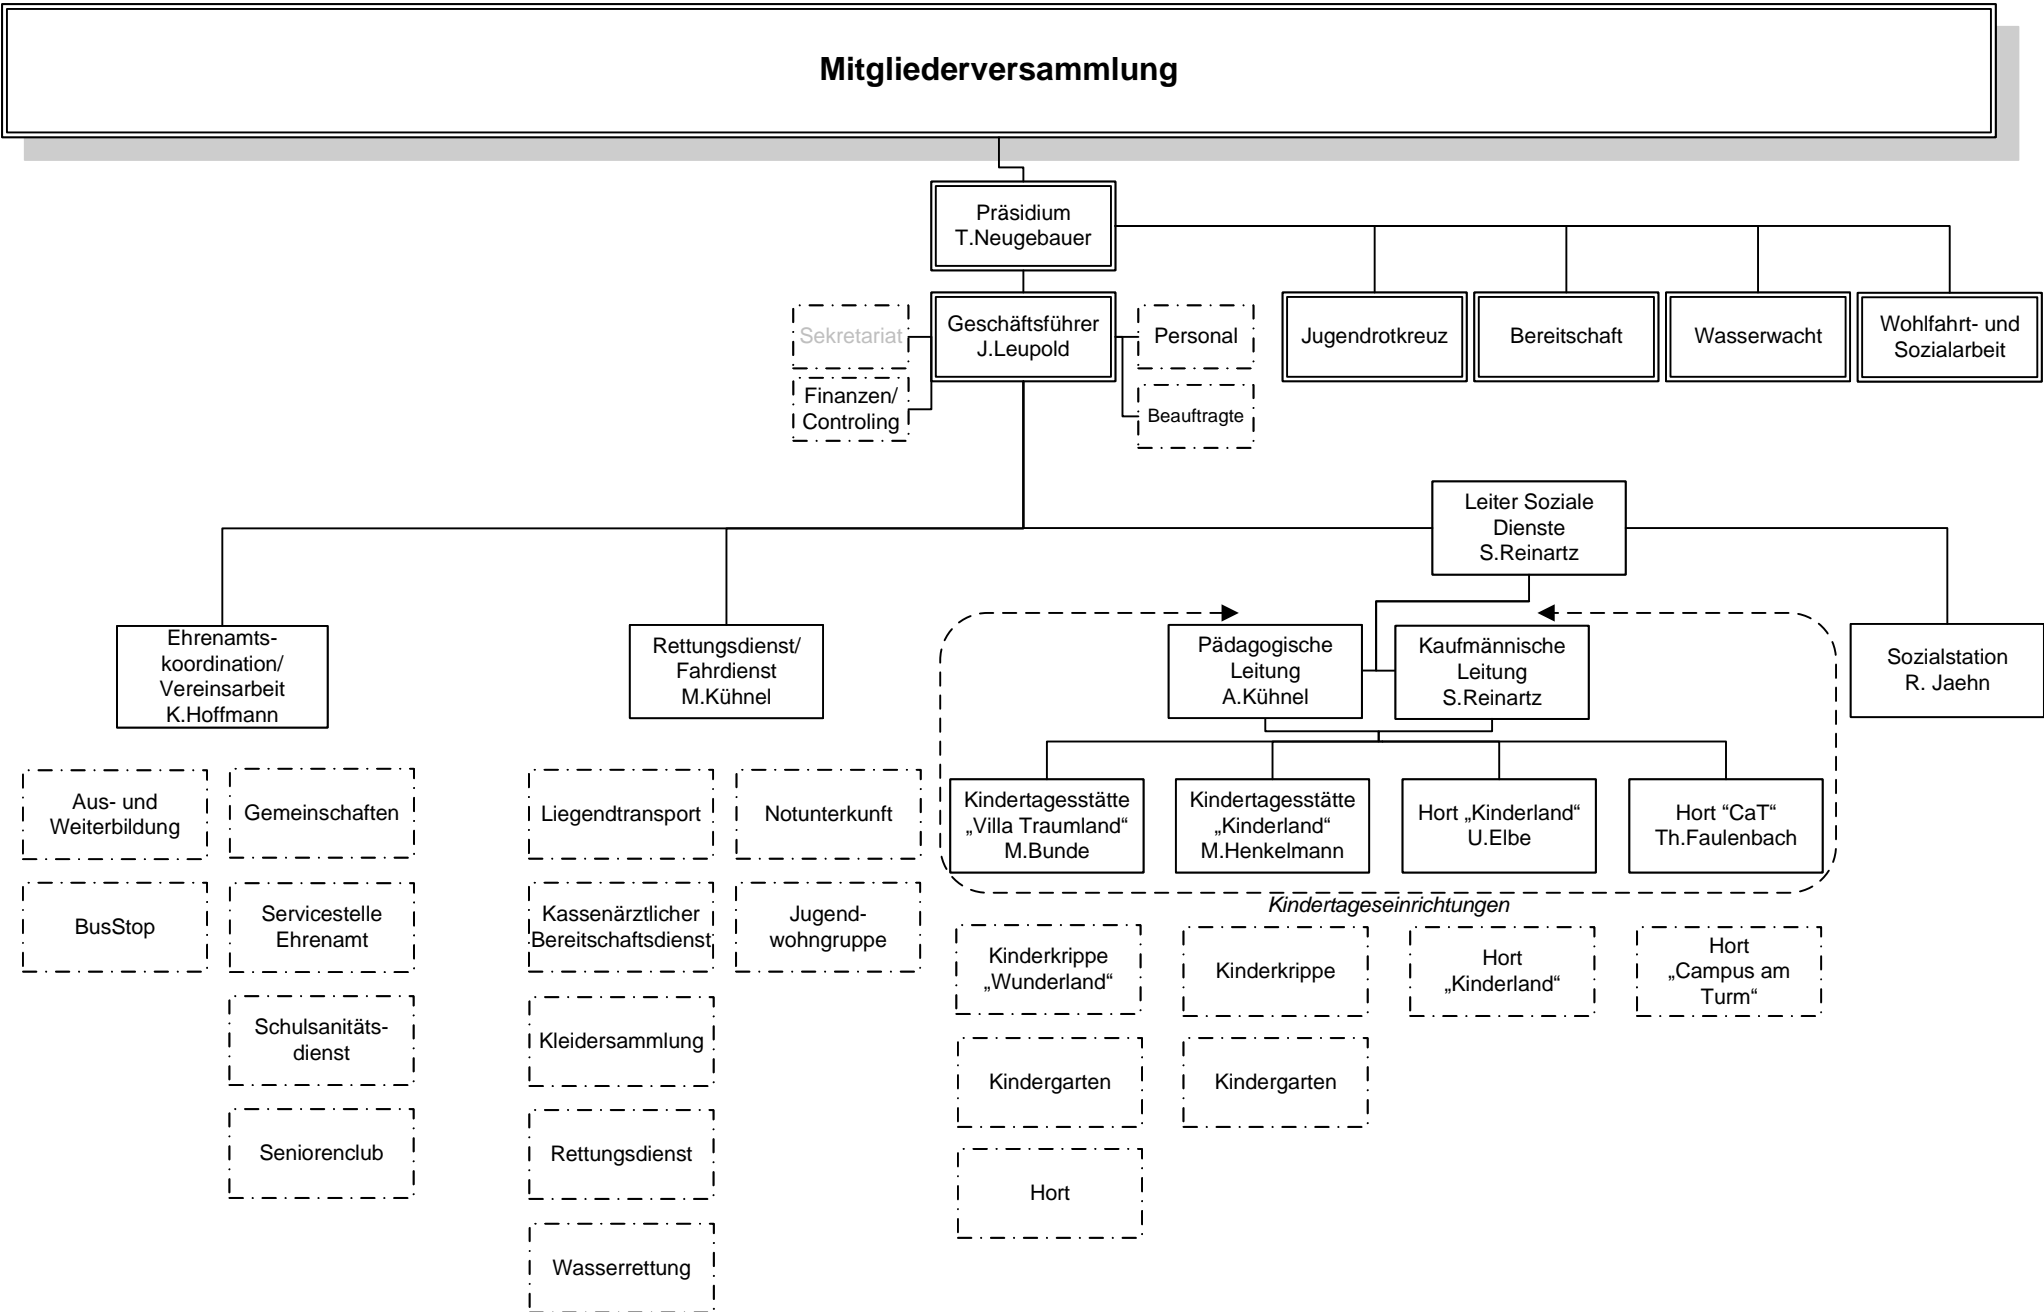 Mitgliederversammlung
Präsidium
T.Neugebauer
Sekretariat
Geschäftsführer
J.Leupold
Personal
Finanzen/
Controling
Beauftragte
Jugendrotkreuz
Bereitschaft
Wasserwacht
Wohlfahrt- und
Sozialarbeit
Leiter Soziale
Dienste
S.Reinartz
Ehrenamts-
koordination/
Vereinsarbeit
K.Hoffmann
Rettungsdienst/
Fahrdienst
M.Kühnel
Pädagogische
Leitung
A.Kühnel
Kaufmännische
Leitung
S.Reinartz
Sozialstation
R. Jaehn
Aus- und
Weiterbildung
Gemeinschaften
BusStop
Servicestelle
Ehrenamt
Schulsanitäts-
dienst
Seniorenclub
Liegendtransport
Notunterkunft
Kassenärztlicher
Bereitschaftsdienst
Jugend-
wohngruppe
Kleidersammlung
Rettungsdienst
Wasserrettung
Kindertagesstätte
„Villa Traumland“
M.Bunde
Kindertagesstätte
„Kinderland“
M.Henkelmann
Hort „Kinderland“
U.Elbe
Hort “CaT“
Th.Faulenbach
Kindertageseinrichtungen
Kinderkrippe
„Wunderland“
Kinderkrippe
Hort
„Kinderland“
Hort
„Campus am
Turm“
Kindergarten
Kindergarten
Hort